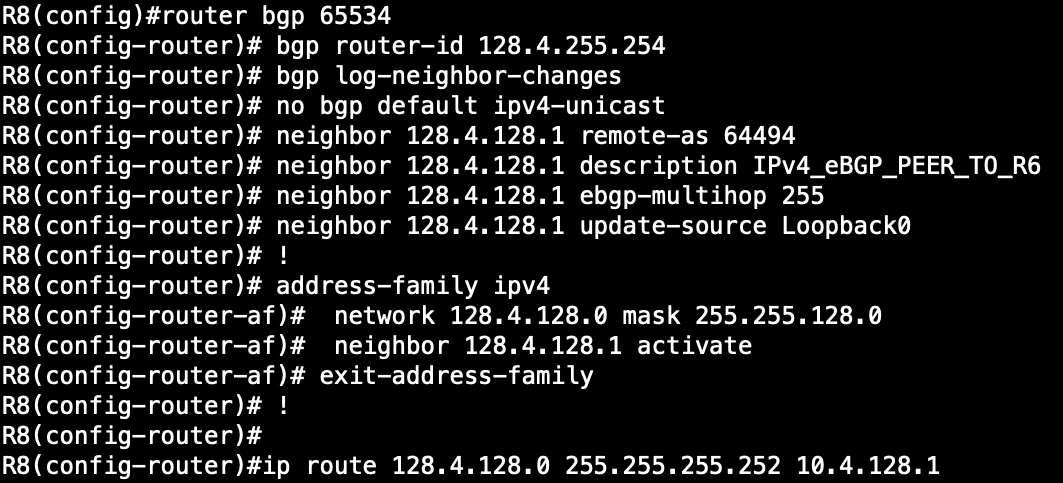 R8(config)#router bgp 65534
R8(config-router)# bgp router-id 128.4.255.254
R8(config-router)# bgp log-neighbor-changes
R8(config-router)# no bgp default ipv4-unicast
R8(config-router)# neighbor 128.4.128.1 remote-as 64494
R8(config-router)# neighbor 128.4.128.1 description IPv4_eBGP_PEER_TO_R6
R8(config-router)# neighbor 128.4.128.1 ebgp-multihop 255
R8(config-router)# neighbor 128.4.128.1 update-source Loopback0
R8(config-router)# !
R8(config-router)# address-family ipv4
R8(config-router-af)#  network 128.4.128.0 mask 255.255.128.0
R8(config-router-af)#  neighbor 128.4.128.1 activate
R8(config-router-af)# exit-address-family
R8(config-router)# !
R8(config-router)#
R8(config-router)#ip route 128.4.128.0 255.255.255.252 10.4.128.1